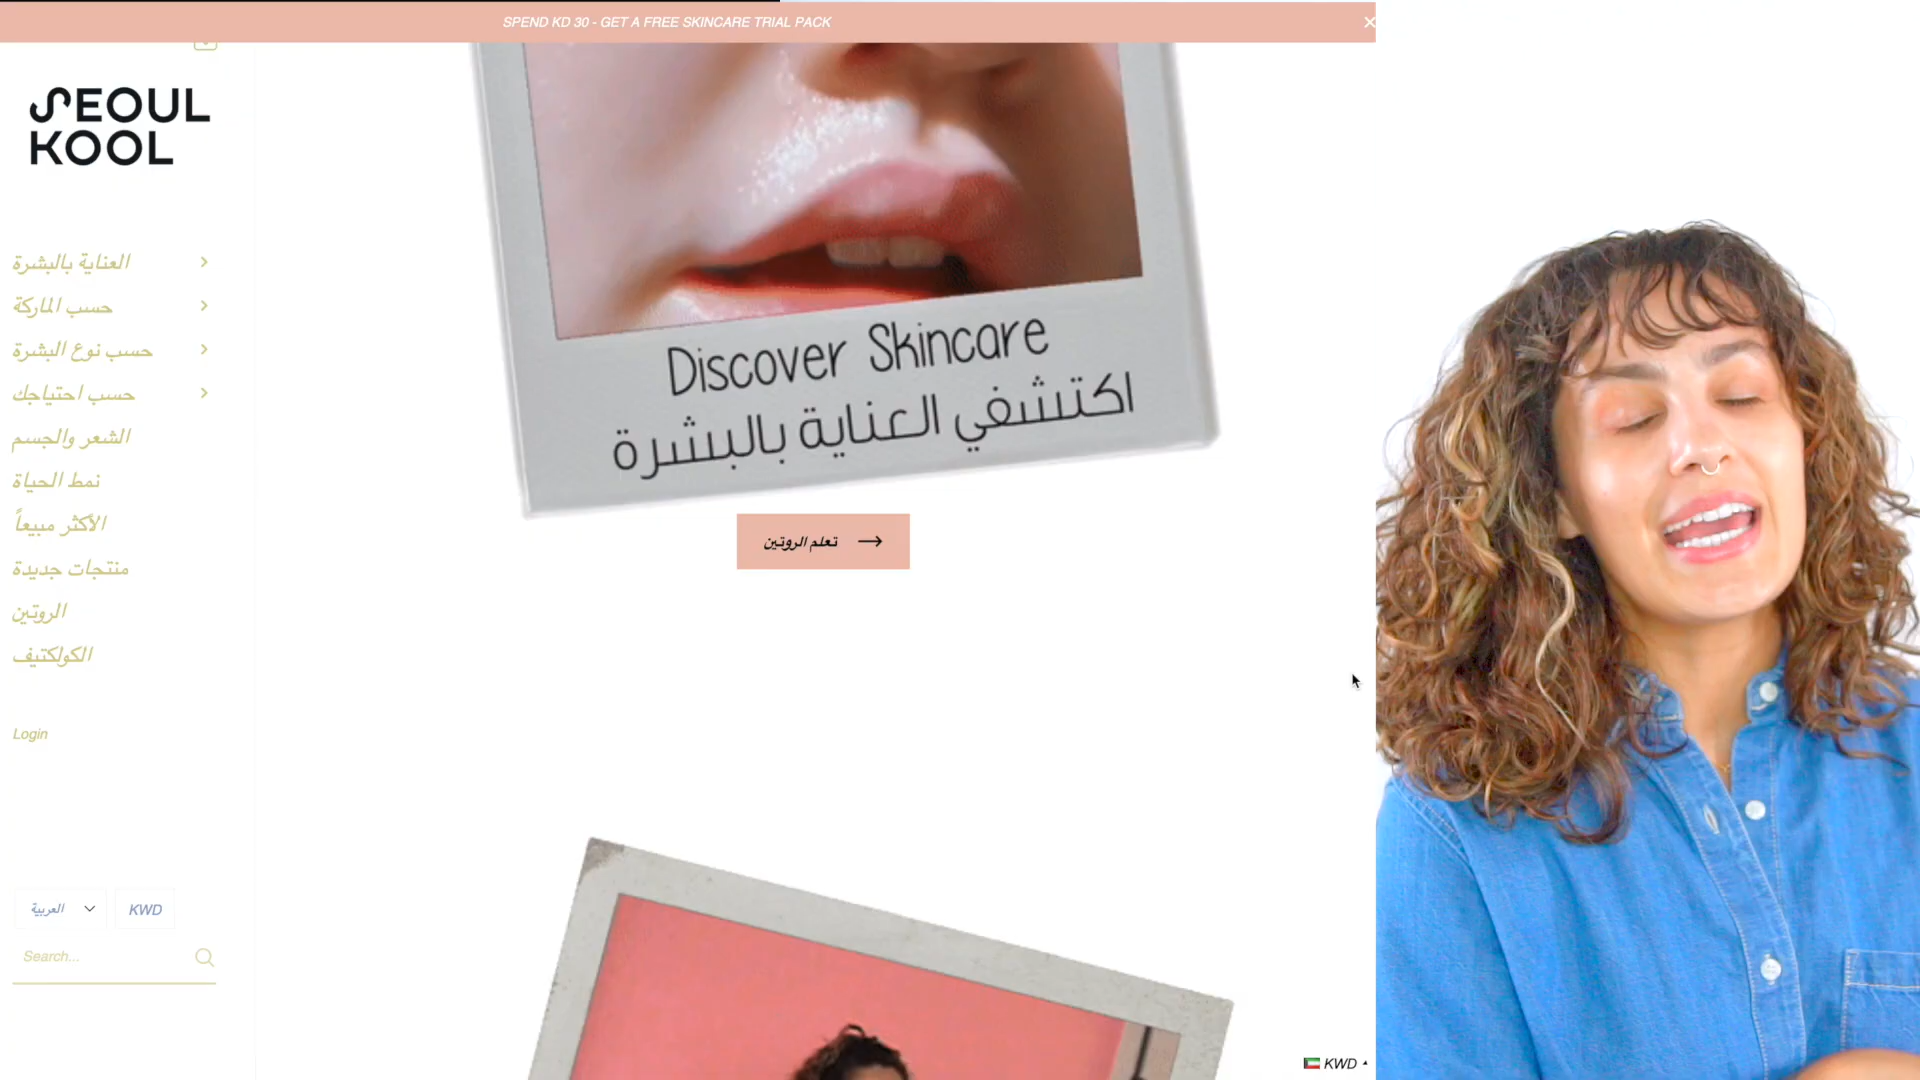 SPEND KD 30 - GET A FREE SKINCARE TRIAL PACK
SEOUL
KOOL
العناية بالبشرة
حسب الماركة
حسب نوع البشرة
حسب احتياجك
الشعر والجسم
نمط الحياة
الأكثر مبيعاً
منتجات جديدة
الروتين
الكولكتيف
Login
العربية
KWD
Search...
Discover Skincare
اكتشفي العناية بالبشرة
تعلم الروتين
KWD